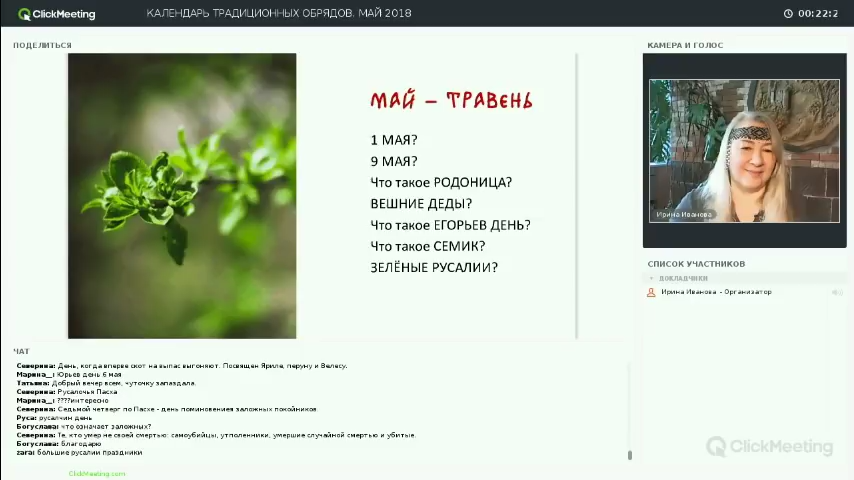 ClickMeeting
КАЛЕНДАРЬ ТРАДИЦИОННЫХ ОБРЯДОВ. МАЙ 2018
00:22:2
ПОДЕЛИТЬСЯ
МАЙ – ТРАВЕНЬ
1 МАЯ?
9 МАЯ?
Что такое РОДОНИЦА?
ВЕШНИЕ ДЕДЫ?
Что такое ЕГОРЬЕВ ДЕНЬ?
Что такое СЕМИК?
ЗЕЛЁНЫЕ РУСАЛИИ?
КАМЕРА И ГОЛОС
Ирина Иванова
СПИСОК УЧАСТНИКОВ
ДОКЛАДЧИКИ
Ирина Иванова - Организатор
ЧАТ
Северина: День, когда вперве скот на выпас выгоняют. Посвящен Яриле, перуну и Велесу.
Марина_: Юрьев день 6 мая
Татьяна: Добрый вечер всем, чуточку запаздала.
Северина: Русалочья Пасха
Марина_: ????интересно
Северина: Седьмой четверг по Пасхе - день поминовениея заложных покойников.
Руса: русалчин день
Богуслава: что означает заложных?
Северина: Те, кто умер не своей смертью: самоубийцы, утполенники, умершие случайной смертью и убитые.
Богуслава: благодарю
zara: большие русалии праздники
ClickMeeting.com
ClickMeeting